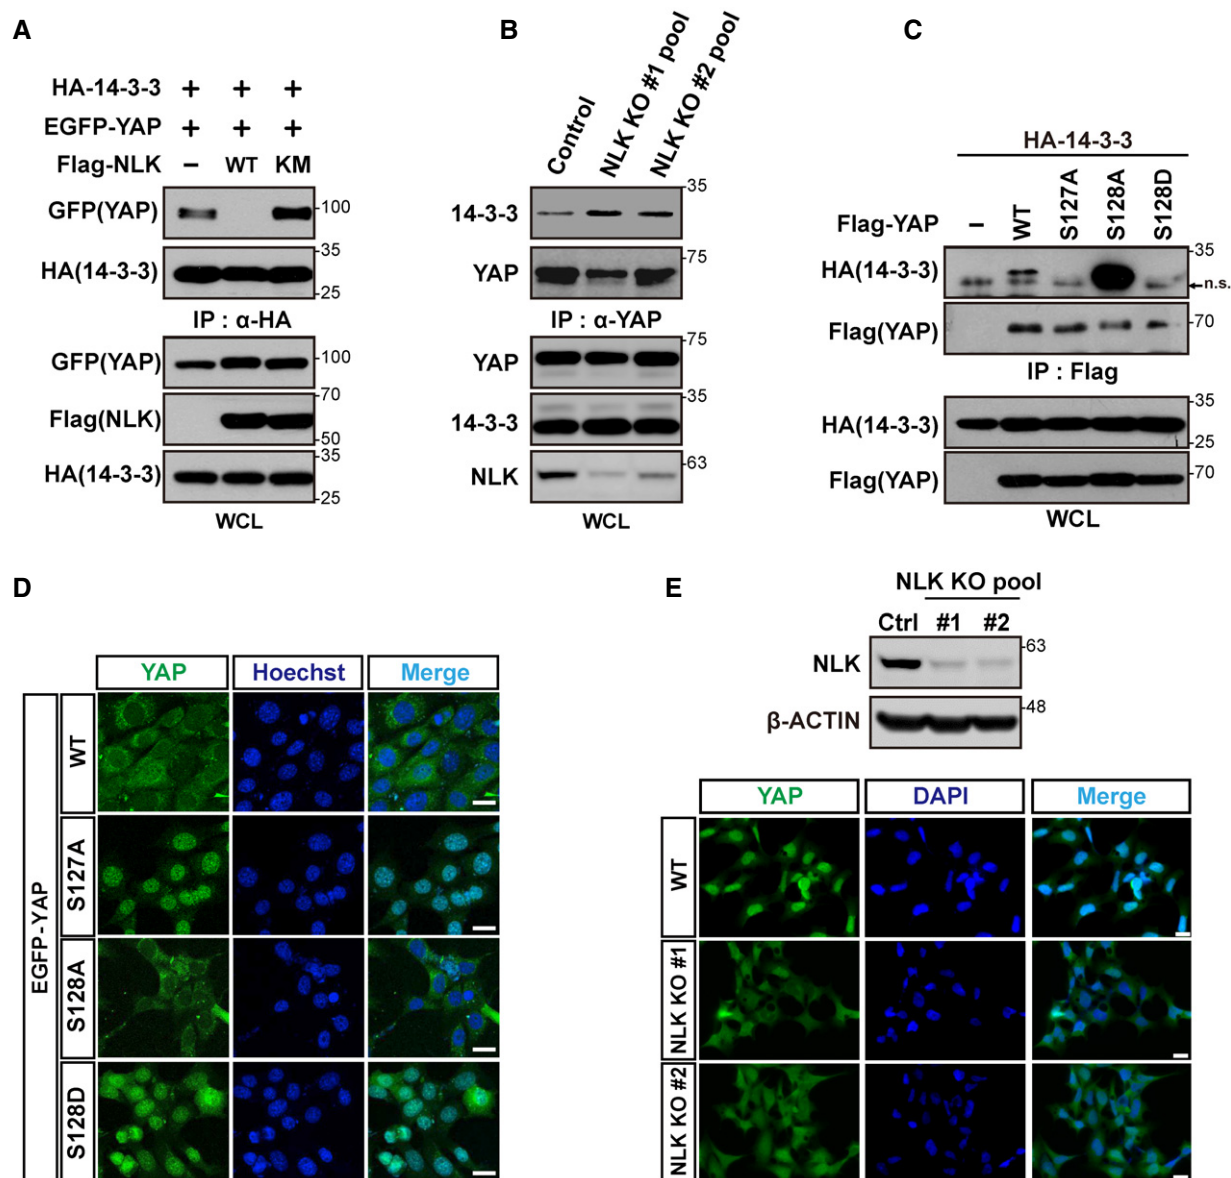 A
HA-14-3-3 + + +
EGFP-YAP + + +
Flag-NLK − WT KM
GFP(YAP) -100
HA(14-3-3) -35 -25
IP : α-HA
GFP(YAP) -100
Flag(NLK) -70 -50
HA(14-3-3) -35 -25
WCL
B
Control
NLK KO #1 pool
NLK KO #2 pool
14-3-3 -35
YAP -75
IP : α-YAP
YAP -75
14-3-3 -35
NLK -63
WCL
C
HA-14-3-3
Flag-YAP − WT S127A S128A S128D
HA(14-3-3) -35 n.s.
Flag(YAP) -70
IP : Flag
HA(14-3-3) -35 -25
Flag(YAP) -70
WCL
D
YAP Hoechst Merge
EGFP-YAP
WT
S127A
S128A
S128D
E
NLK KO pool
Ctrl #1 #2
NLK -63
β-ACTIN -48
YAP DAPI Merge
WT
NLK KO #1
NLK KO #2